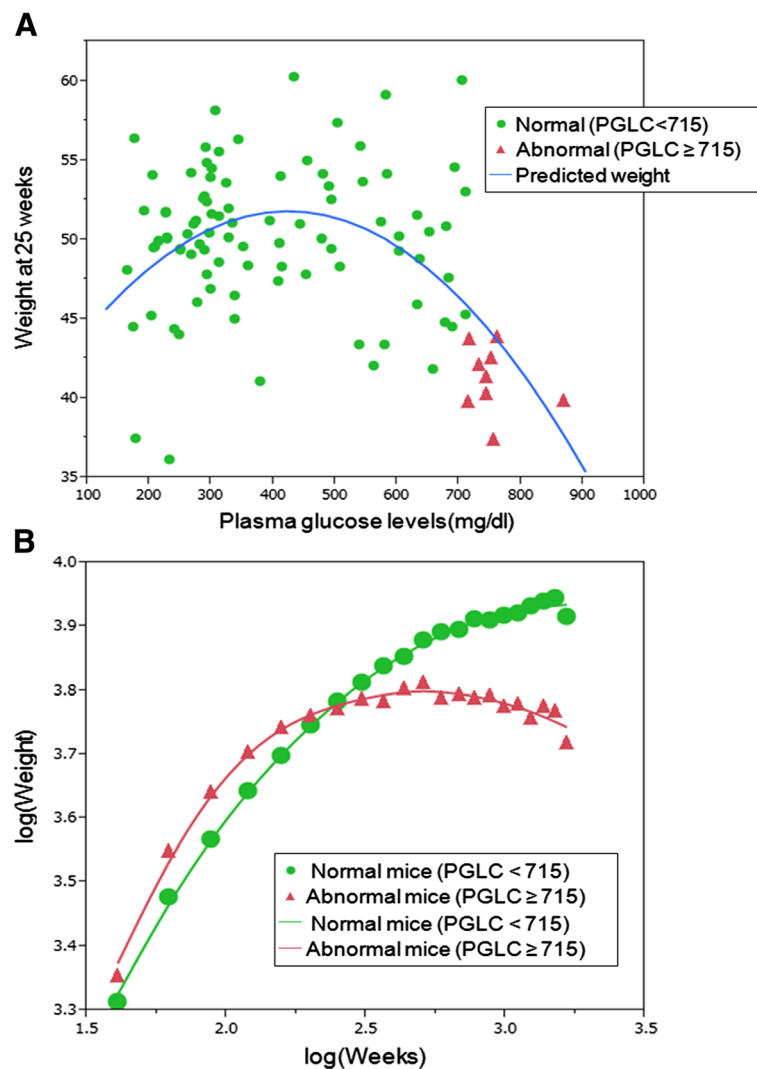 A
60
55
50
45
40
35
Weight at 25 weeks
100 200 300 400 500 600 700 800 900 1000
Plasma glucose levels(mg/dl)
Normal (PGLC<715)
Abnormal (PGLC ≥ 715)
Predicted weight
B
4.0
3.9
3.8
3.7
3.6
3.5
3.4
3.3
log(Weight)
1.5 2.0 2.5 3.0 3.5
log(Weeks)
Normal mice (PGLC < 715)
Abnormal mice (PGLC ≥ 715)
Normal mice (PGLC < 715)
Abnormal mice (PGLC ≥ 715)